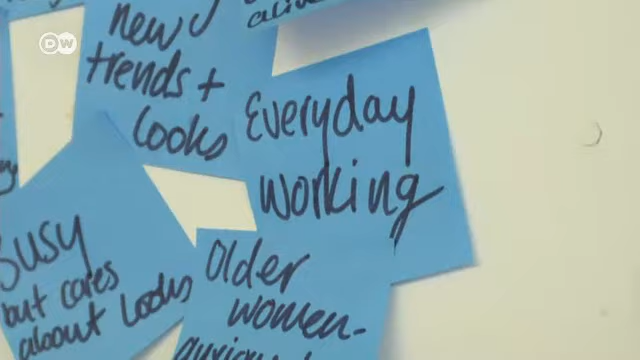 DW
new
trends +
looks
Everyday
working
Busy
but cares
about looks
Older
women-